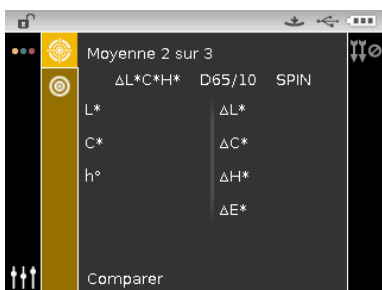 Moyenne 2 sur 3
ΔL*C*H* D65/10 SPIN
L* ΔL*
C* ΔC*
h° ΔH*
ΔE*
Comparer